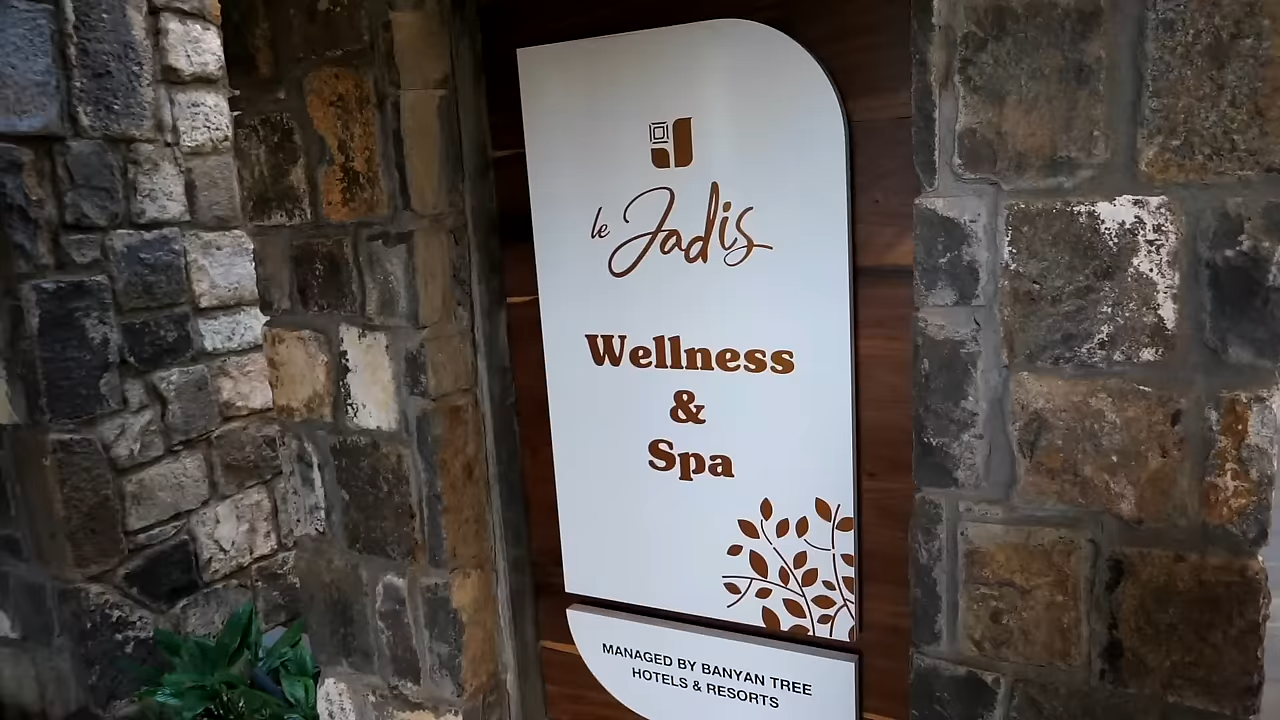 le Jadis
Wellness
&
Spa
MANAGED BY BANYAN TREE
HOTELS & RESORTS